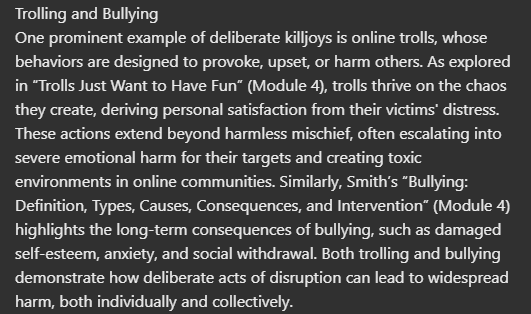 Trolling and Bullying
One prominent example of deliberate killjoys is online trolls, whose
behaviors are designed to provoke, upset, or harm others. As explored
in “Trolls Just Want to Have Fun” (Module 4), trolls thrive on the chaos
they create, deriving personal satisfaction from their victims' distress.
These actions extend beyond harmless mischief, often escalating into
severe emotional harm for their targets and creating toxic
environments in online communities. Similarly, Smith’s “Bullying:
Definition, Types, Causes, Consequences, and Intervention” (Module 4)
highlights the long-term consequences of bullying, such as damaged
self-esteem, anxiety, and social withdrawal. Both trolling and bullying
demonstrate how deliberate acts of disruption can lead to widespread
harm, both individually and collectively.